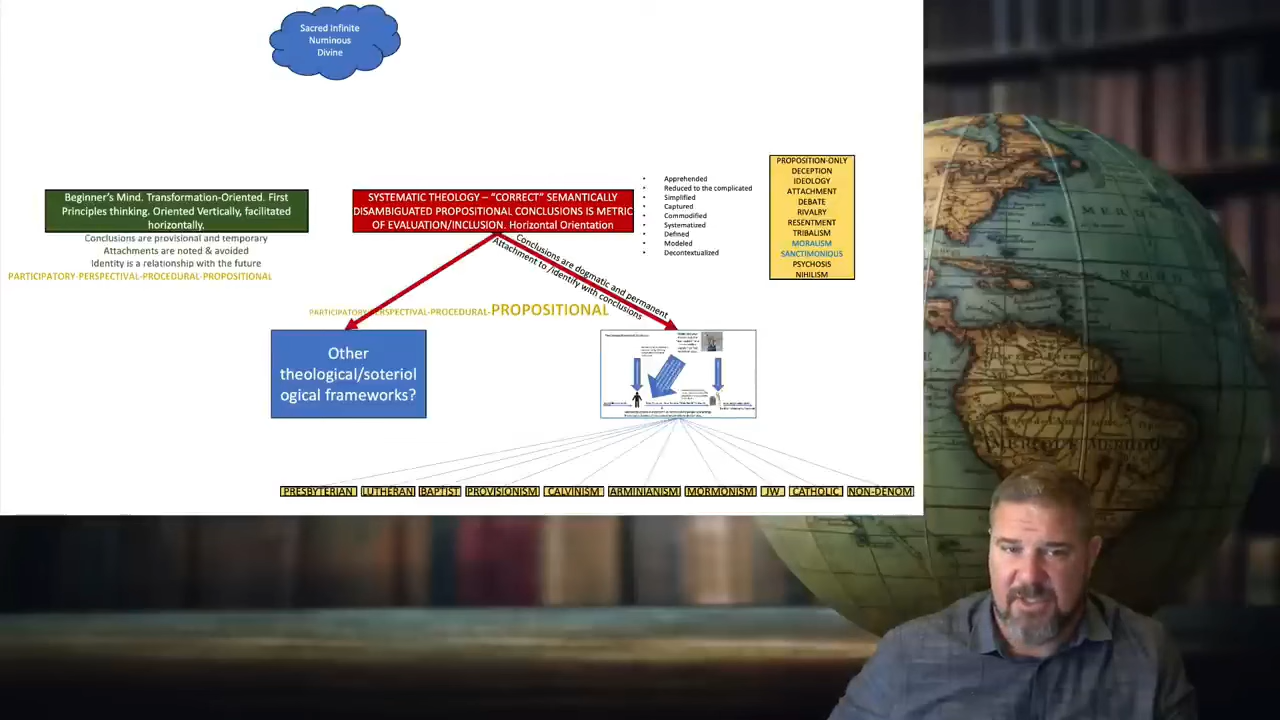 Sacred Infinite
Numinous
Divine
Beginner's Mind. Transformation-Oriented. First
Principles thinking. Oriented Vertically, facilitated
horizontally.
Conclusions are provisional and temporary
Attachments are noted & avoided
Identity is a relationship with the future
PARTICIPATORY-PERSPECTIVAL-PROCEDURAL-PROPOSITIONAL
SYSTEMATIC THEOLOGY – "CORRECT" SEMANTICALLY
DISAMBIGUATED PROPOSITIONAL CONCLUSIONS IS METRIC
OF EVALUATION/INCLUSION. Horizontal Orientation
• Apprehended
• Reduced to the complicated
• Simplified
• Captured
• Commodified
• Systematized
• Defined
• Modeled
• Decontextualized
PROPOSITION-ONLY
DECEPTION
IDEOLOGY
ATTACHMENT
DEBATE
RIVALRY
RESENTMENT
TRIBALISM
MORALISM
SANCTIMONIOUS
PSYCHOSIS
NIHILISM
Conclusions are dogmatic and permanent
Attachment to /identity with conclusions
PARTICIPATORY-PERSPECTIVAL-PROCEDURAL-PROPOSITIONAL
Other
theological/soteriol
ogical frameworks?
PRESBYTERIAN LUTHERAN BAPTIST PROVISIONISM CALVINISM ARMINIANISM MORMONISM JW CATHOLIC NON-DENOM